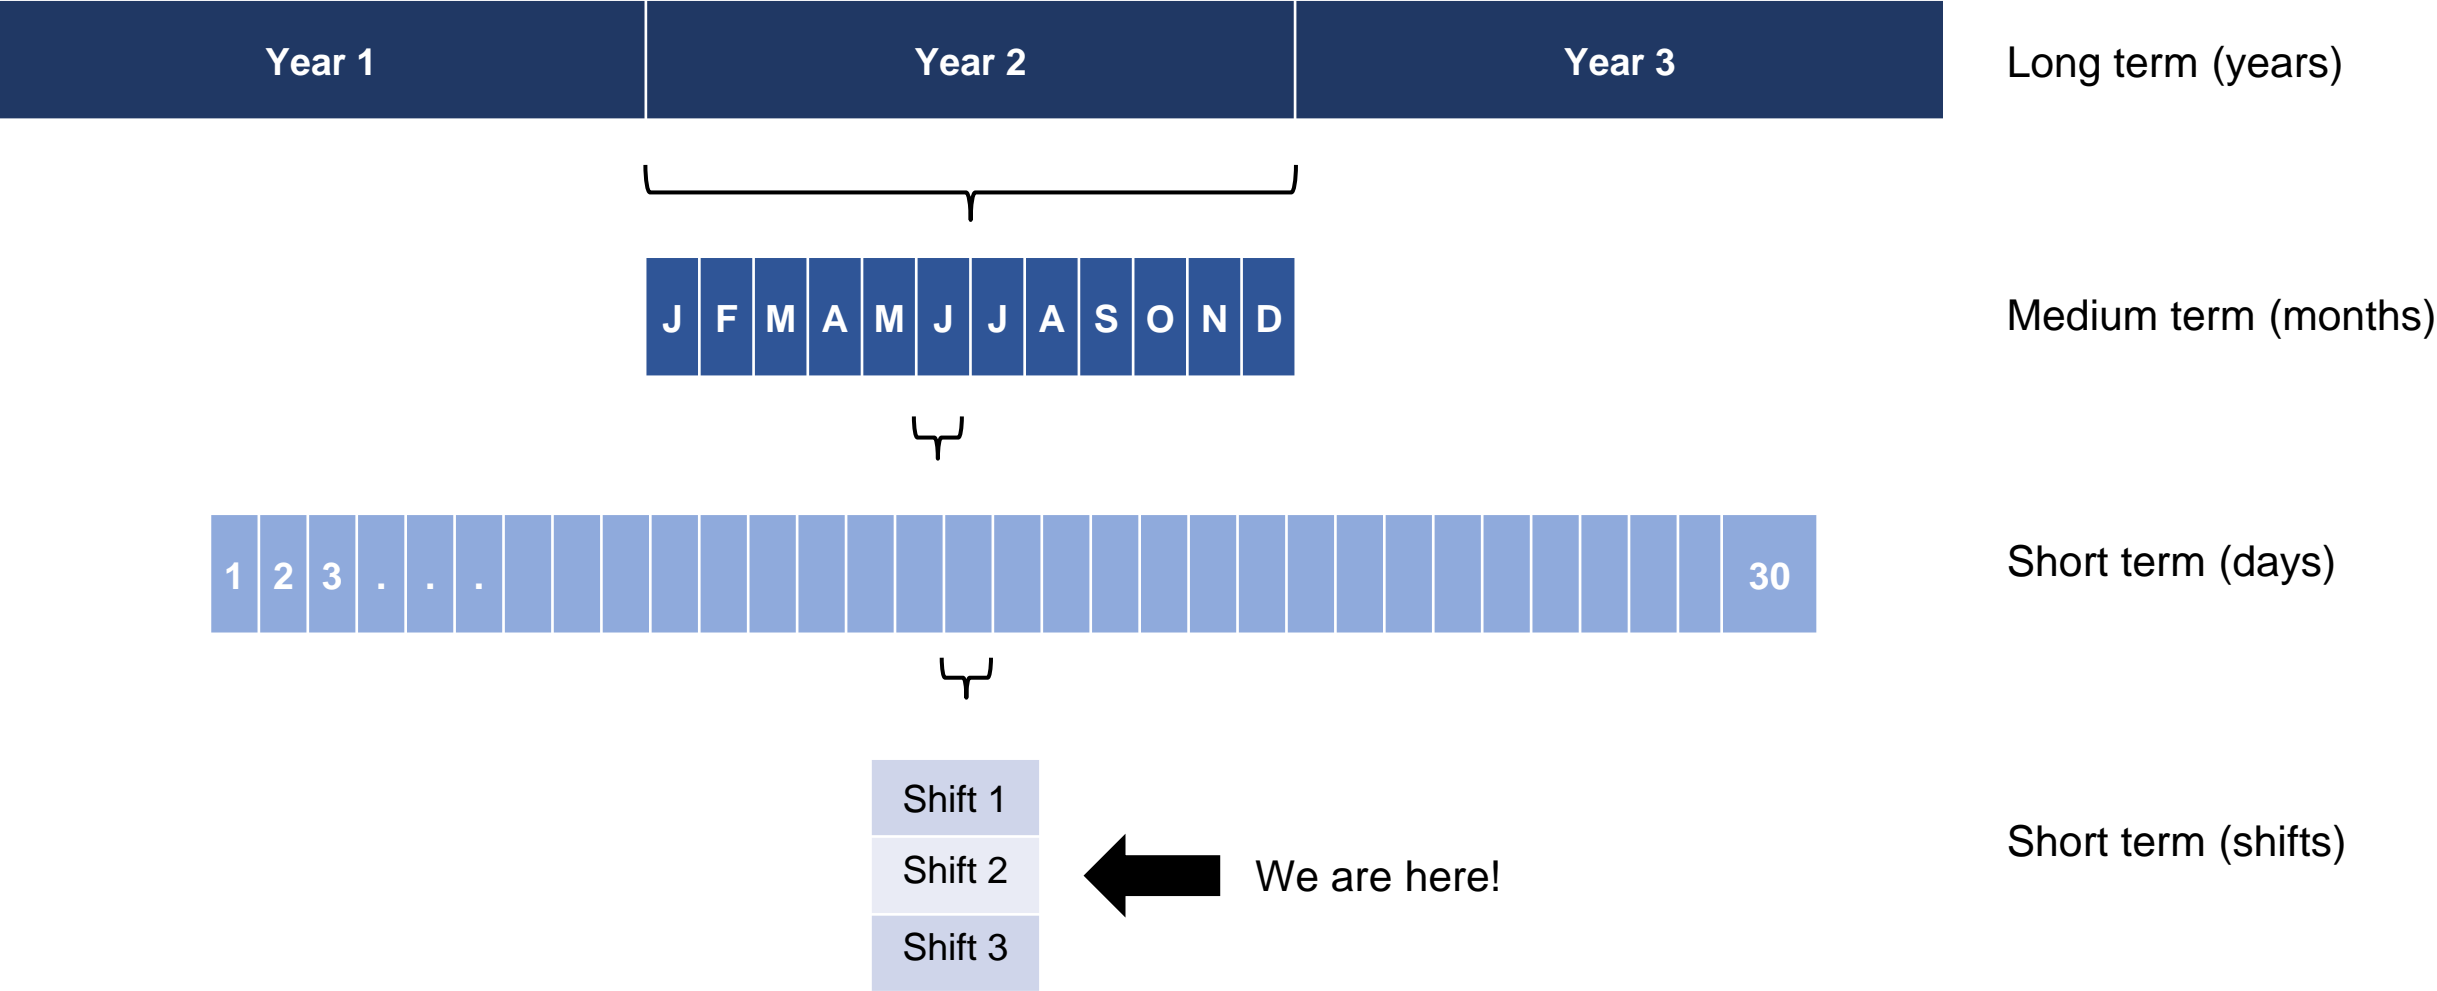 Year 1 Year 2 Year 3 Long term (years)
J F M A M J J A S O N D Medium term (months)
1 2 3 . . . 30 Short term (days)
Shift 1
Shift 2
Shift 3
We are here!
Short term (shifts)